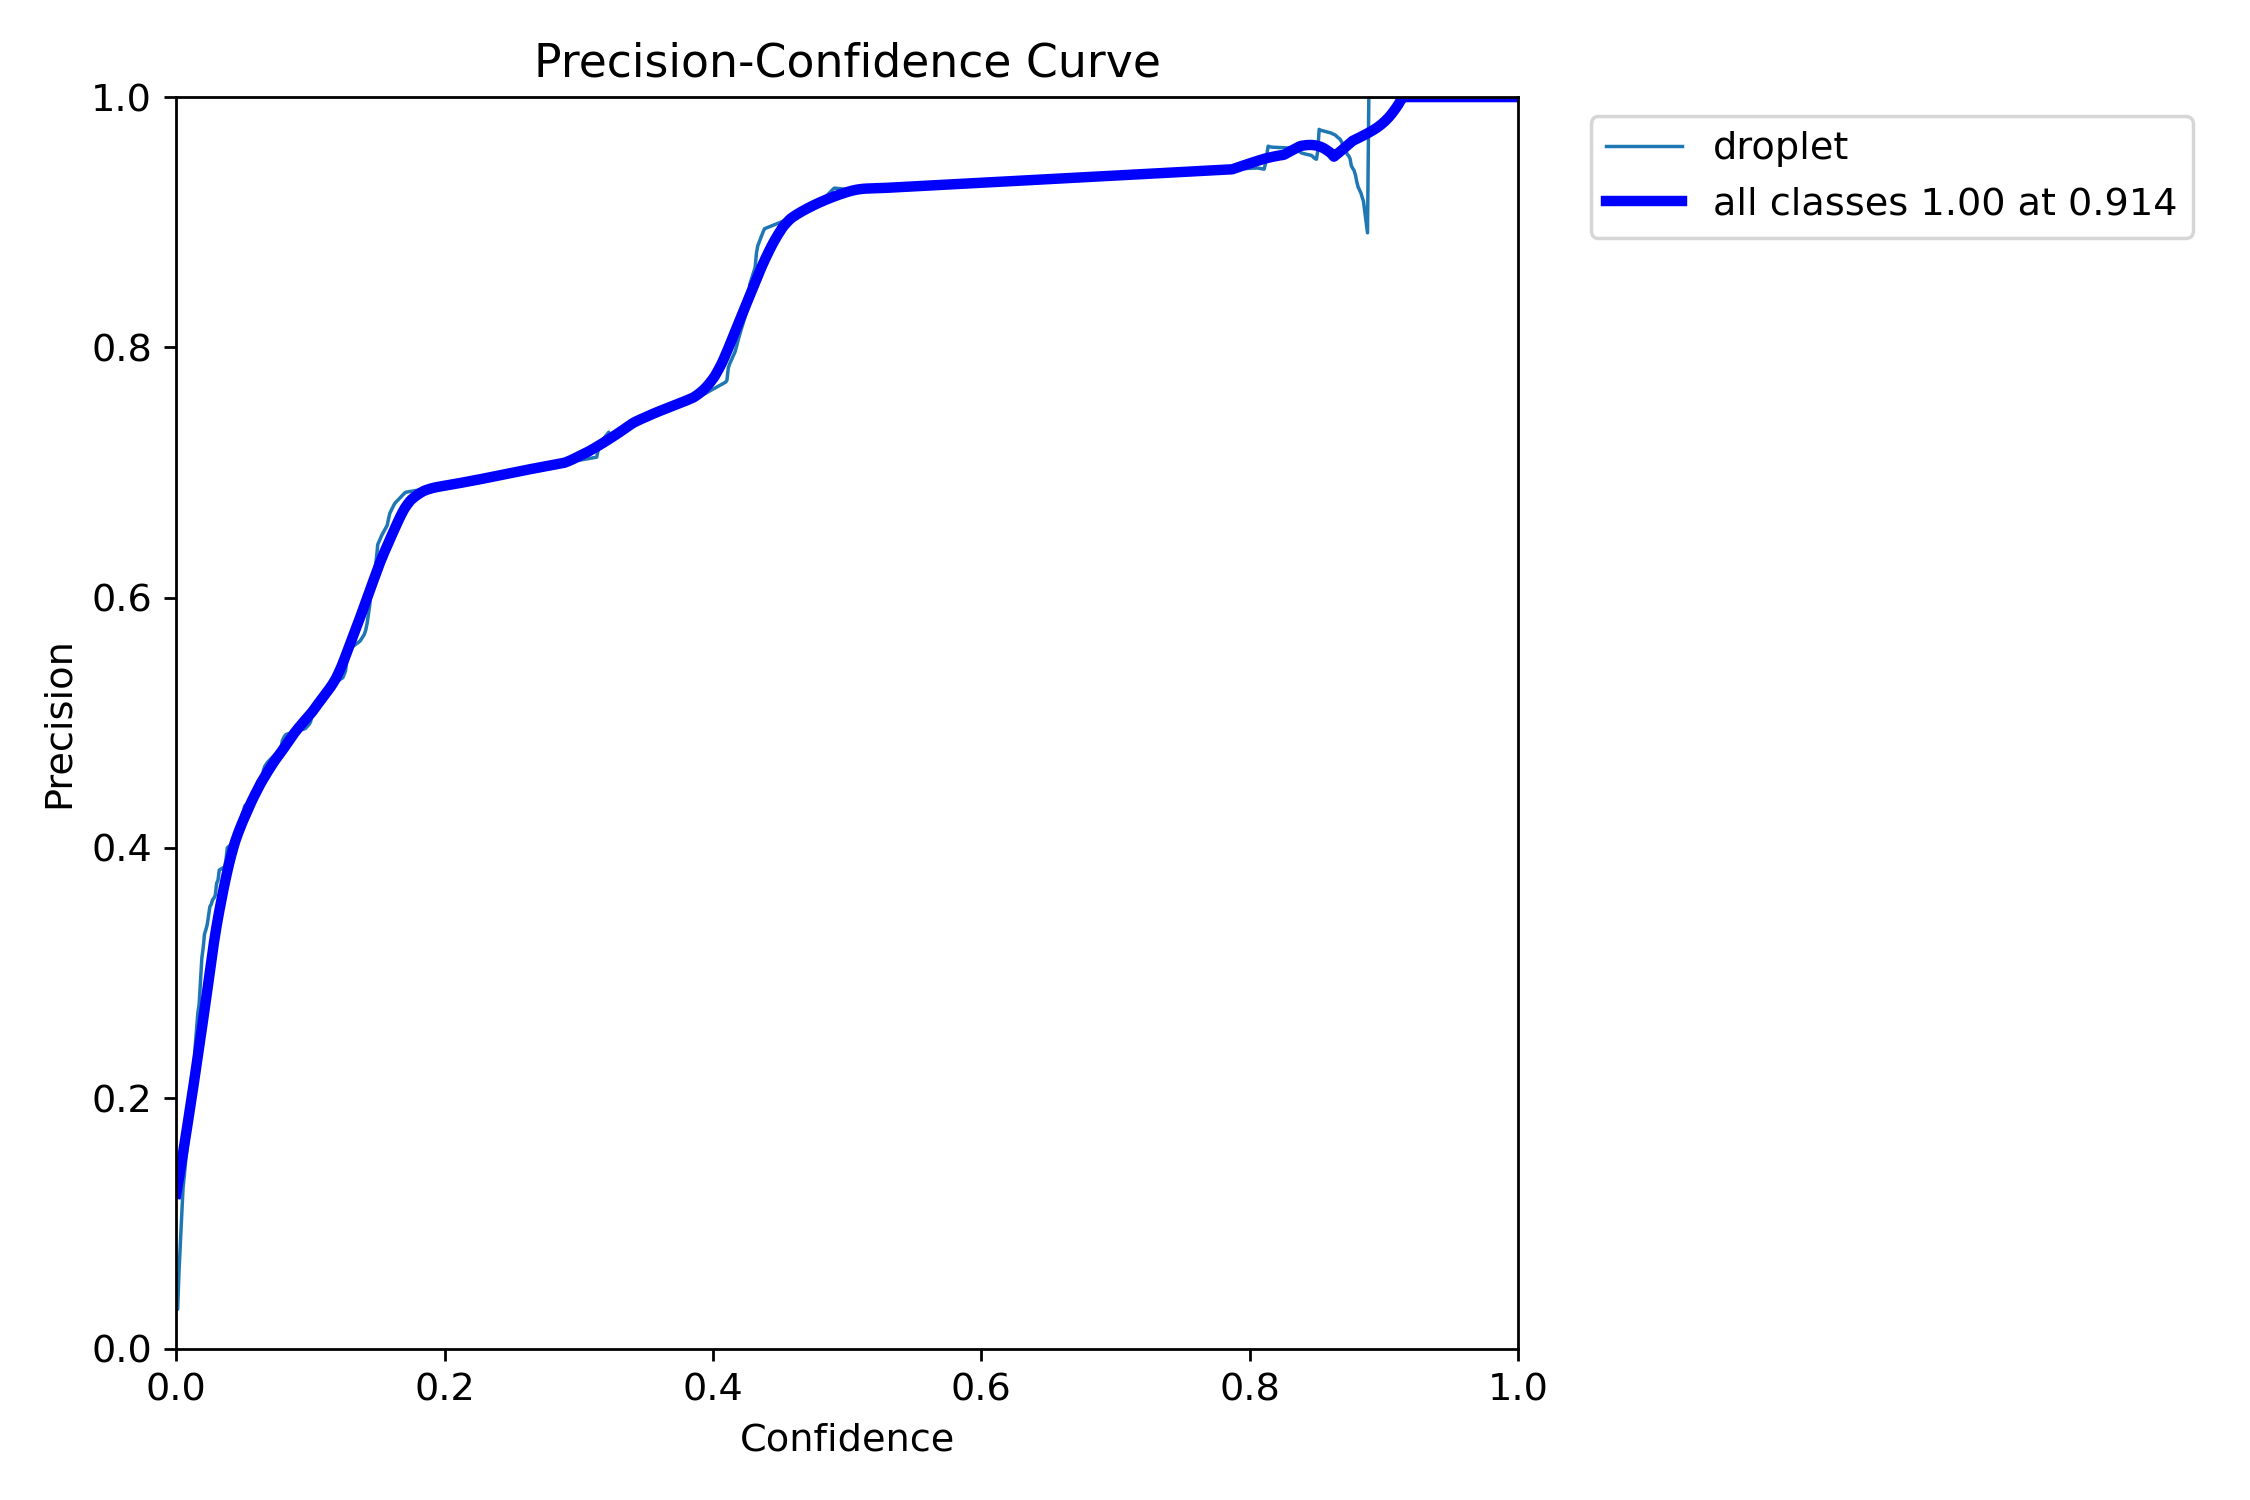 Precision-Confidence Curve
1.0
0.8
0.6
0.4
0.2
0.0
Precision
0.0 0.2 0.4 0.6 0.8 1.0
Confidence
droplet
all classes 1.00 at 0.914